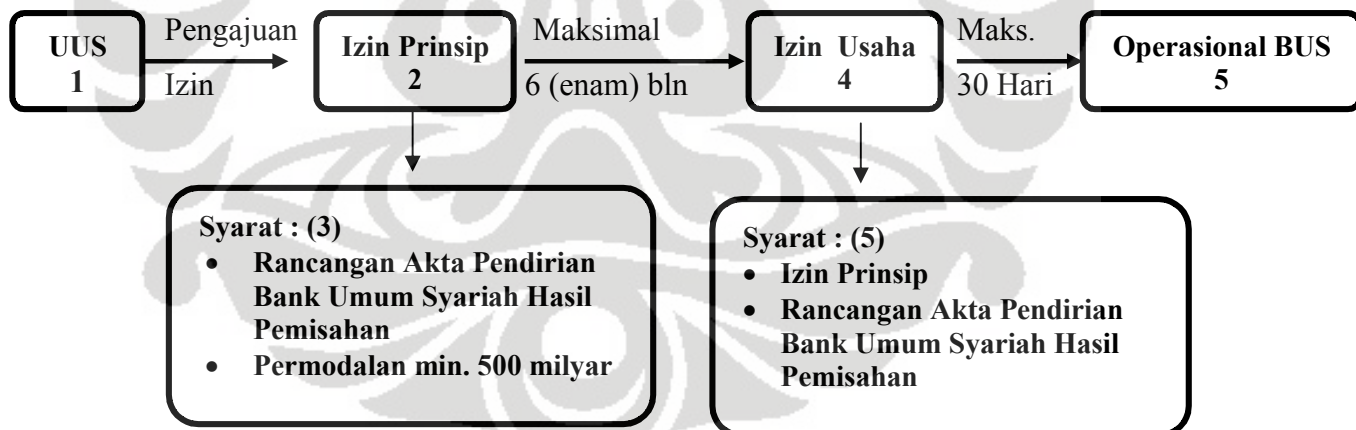 UUS
1
Pengajuan
Izin
Izin Prinsip
2
Maksimal
6 (enam) bln
Izin Usaha
4
Maks.
30 Hari
Operasional BUS
5
Syarat : (3)
• Rancangan Akta Pendirian
Bank Umum Syariah Hasil
Pemisahan
• Permodalan min. 500 milyar
Syarat : (5)
• Izin Prinsip
• Rancangan Akta Pendirian
Bank Umum Syariah Hasil
Pemisahan